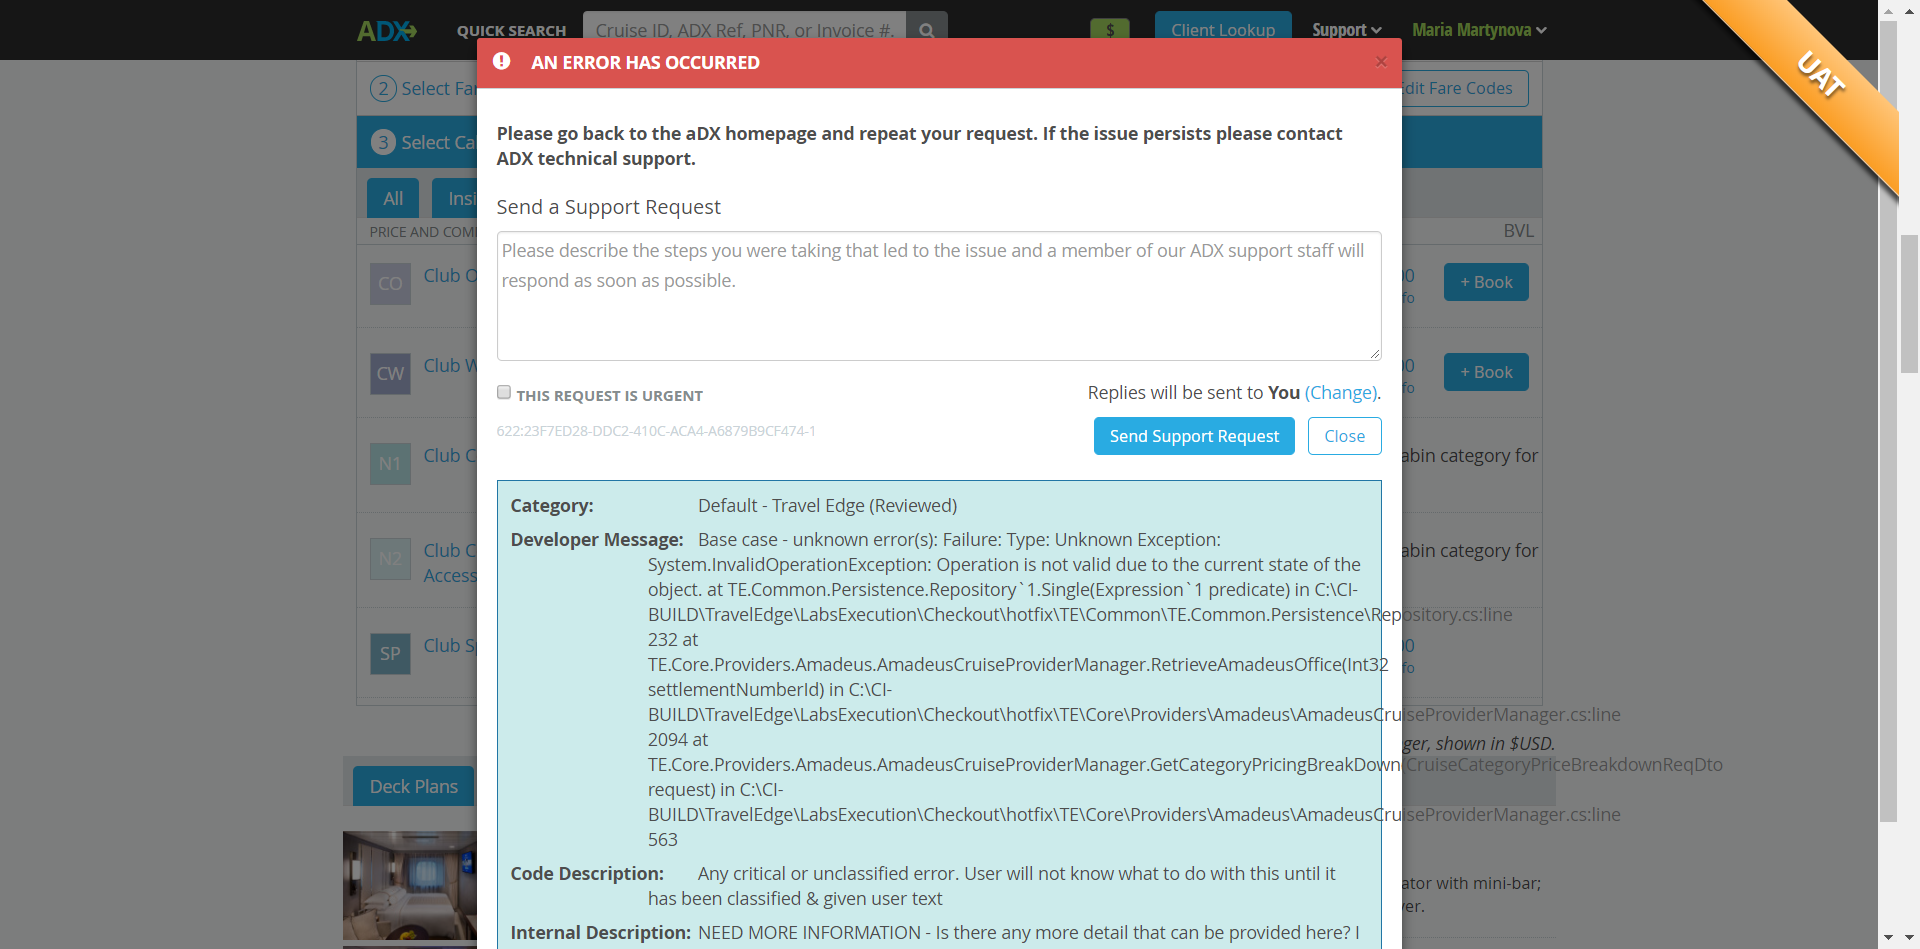 ADX
QUICK SEARCH
Cruise ID, ADX Ref, PNR, or Invoice #.
$
Client Lookup
Support
Maria Martynova
UAT
AN ERROR HAS OCCURRED
×
2 Select
Edit Fare Codes
3 Select
All
PRICE AND
BVL
CO
Club
+ Book
CW
Club
+ Book
N1
Club
cabin category for
N2
Club
cabin category for
SP
Club
shown in $USD.
Deck Plans
with mini-bar;
Please go back to the aDX homepage and repeat your request. If the issue persists please contact
ADX technical support.
Send a Support Request
Please describe the steps you were taking that led to the issue and a member of our ADX support staff will
respond as soon as possible.
THIS REQUEST IS URGENT
Replies will be sent to You (Change).
622:23F7ED28-DDC2-410C-ACA4-A6879B9CF474-1
Send Support Request
Close
Category: Default - Travel Edge (Reviewed)
Developer Message: Base case - unknown error(s): Failure: Type: Unknown Exception:
System.InvalidOperationException: Operation is not valid due to the current state of the
object. at TE.Common.Persistence.Repository`1.Single(Expression`1 predicate) in C:\CI-
BUILD\TravelEdge\LabsExecution\Checkout\hotfix\TE\Common\TE.Common.Persistence\Repository.cs:line
232 at
TE.Core.Providers.Amadeus.AmadeusCruiseProviderManager.RetrieveAmadeusOffice(Int32
settlementNumberId) in C:\CI-
BUILD\TravelEdge\LabsExecution\Checkout\hotfix\TE\Core\Providers\Amadeus\AmadeusCruiseProviderManager.cs:line
2094 at
TE.Core.Providers.Amadeus.AmadeusCruiseProviderManager.GetCategoryPricingBreakDown(CruiseCategoryPriceBreakdownReqDto
request) in C:\CI-
BUILD\TravelEdge\LabsExecution\Checkout\hotfix\TE\Core\Providers\Amadeus\AmadeusCruiseProviderManager.cs:line
563
Code Description: Any critical or unclassified error. User will not know what to do with this until it
has been classified & given user text
Internal Description: NEED MORE INFORMATION - Is there any more detail that can be provided here? I